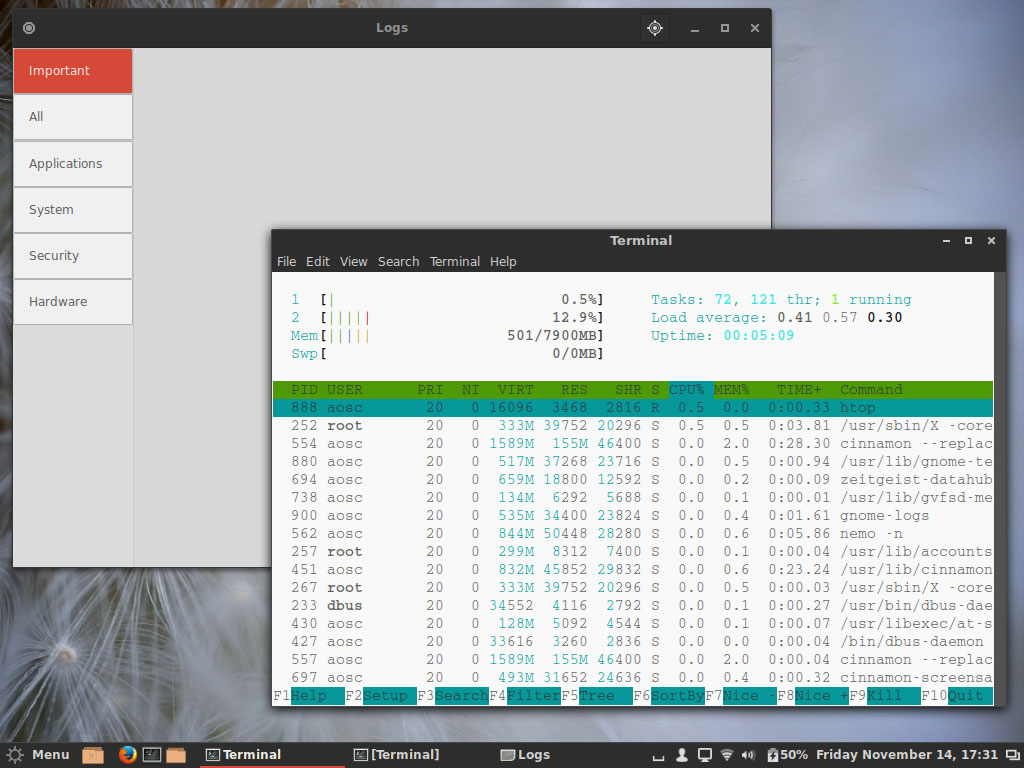 Logs
Important
All
Applications
System
Security
Hardware
Terminal
File Edit View Search Terminal Help
1 [| 0.5%] Tasks: 72, 121 thr; 1 running
2 [||||| 12.9%] Load average: 0.41 0.57 0.30
Mem[||||| 501/7900MB] Uptime: 00:05:09
Swp[ 0/0MB]
PID USER PRI NI VIRT RES SHR S CPU% MEM% TIME+ Command
888 aosc 20 0 16096 3468 2816 R 0.5 0.0 0:00.33 htop
252 root 20 0 333M 39752 20296 S 0.5 0.5 0:03.81 /usr/sbin/X -core
554 aosc 20 0 1589M 155M 46400 S 0.0 2.0 0:28.30 cinnamon --replac
880 aosc 20 0 517M 37268 23716 S 0.0 0.5 0:00.94 /usr/lib/gnome-te
694 aosc 20 0 659M 18800 12592 S 0.0 0.2 0:00.09 zeitgeist-datahub
738 aosc 20 0 134M 6292 5688 S 0.0 0.1 0:00.01 /usr/lib/gvfsd-me
900 aosc 20 0 535M 34400 23824 S 0.0 0.4 0:01.61 gnome-logs
562 aosc 20 0 844M 50448 28280 S 0.0 0.6 0:05.86 nemo -n
257 root 20 0 299M 8312 7400 S 0.0 0.1 0:00.04 /usr/lib/accounts
451 aosc 20 0 832M 45852 29832 S 0.0 0.6 0:23.24 /usr/lib/cinnamon
267 root 20 0 333M 39752 20296 S 0.0 0.5 0:00.03 /usr/sbin/X -core
233 dbus 20 0 34552 4116 2792 S 0.0 0.1 0:00.27 /usr/bin/dbus-dae
430 aosc 20 0 128M 5092 4544 S 0.0 0.1 0:00.07 /usr/libexec/at-s
427 aosc 20 0 33616 3260 2836 S 0.0 0.0 0:00.04 /bin/dbus-daemon
557 aosc 20 0 1589M 155M 46400 S 0.0 2.0 0:00.04 cinnamon --replac
697 aosc 20 0 493M 31652 24636 S 0.0 0.4 0:00.32 cinnamon-screensa
F1Help F2Setup F3SearchF4FilterF5Tree F6SortByF7Nice -F8Nice +F9Kill F10Quit
Menu Terminal [Terminal] Logs 50% Friday November 14, 17:31